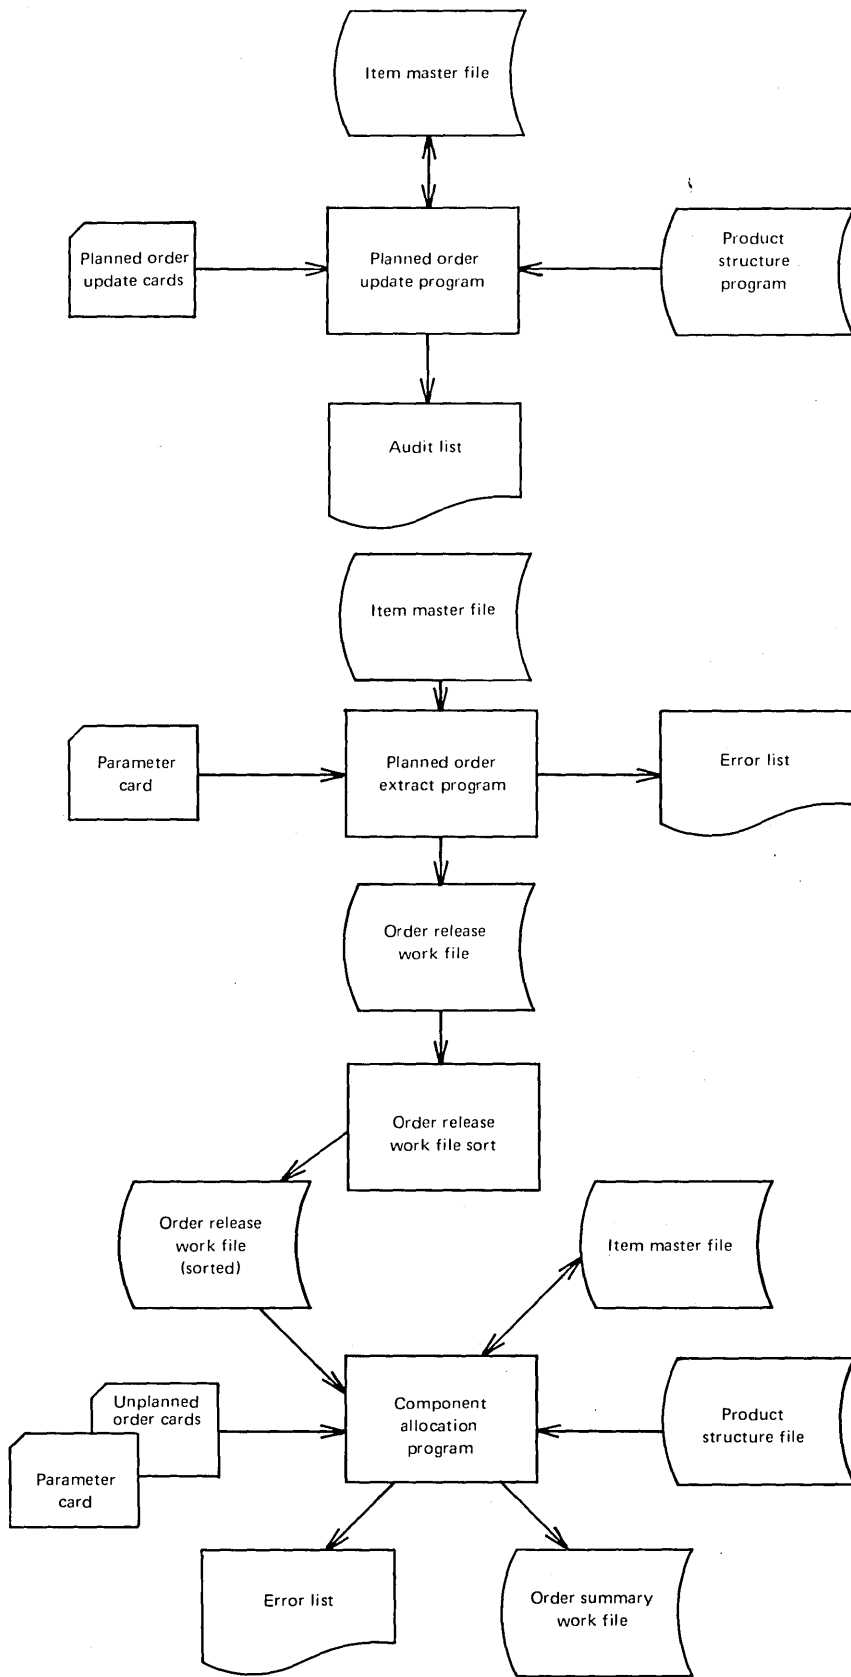 Item master file
Planned order
update cards
Planned order
update program
Product
structure
program
Audit list
Item master file
Parameter
card
Planned order
extract program
Error list
Order release
work file
Order release
work file sort
Order release
work file
(sorted)
Item master file
Unplanned
order cards
Parameter
card
Component
allocation
program
Product
structure file
Error list
Order summary
work file